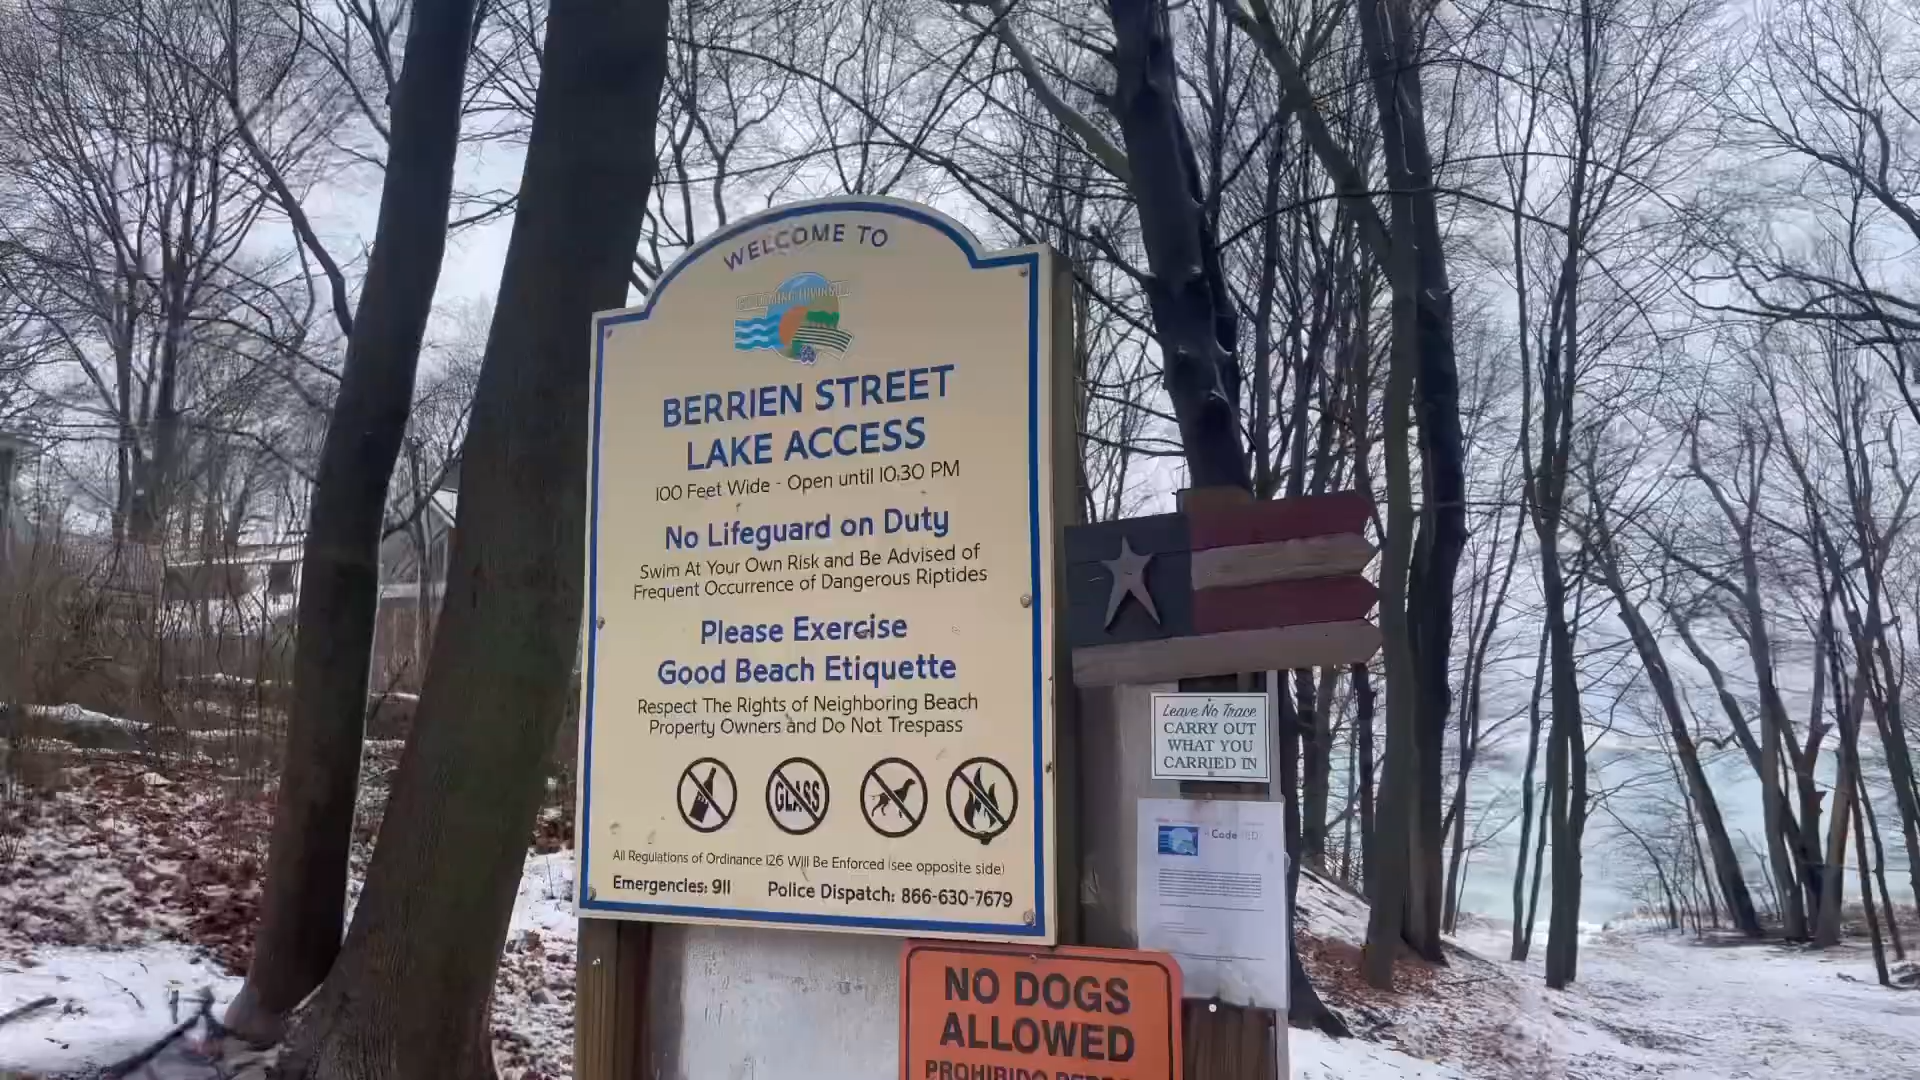 WELCOME TO
BERRIEN STREET
LAKE ACCESS
100 Feet Wide - Open until 10:30 PM
No Lifeguard on Duty
Swim At Your Own Risk and Be Advised of
Frequent Occurrence of Dangerous Riptides
Please Exercise
Good Beach Etiquette
Respect The Rights of Neighboring Beach
Property Owners and Do Not Trespass
GLASS
All Regulations of Ordinance 126 Will Be Enforced (see opposite side)
Emergencies: 911 Police Dispatch: 866-630-7679
Leave No Trace
CARRY OUT
WHAT YOU
CARRIED IN
Code
NO DOGS
ALLOWED
PROHIBIDO